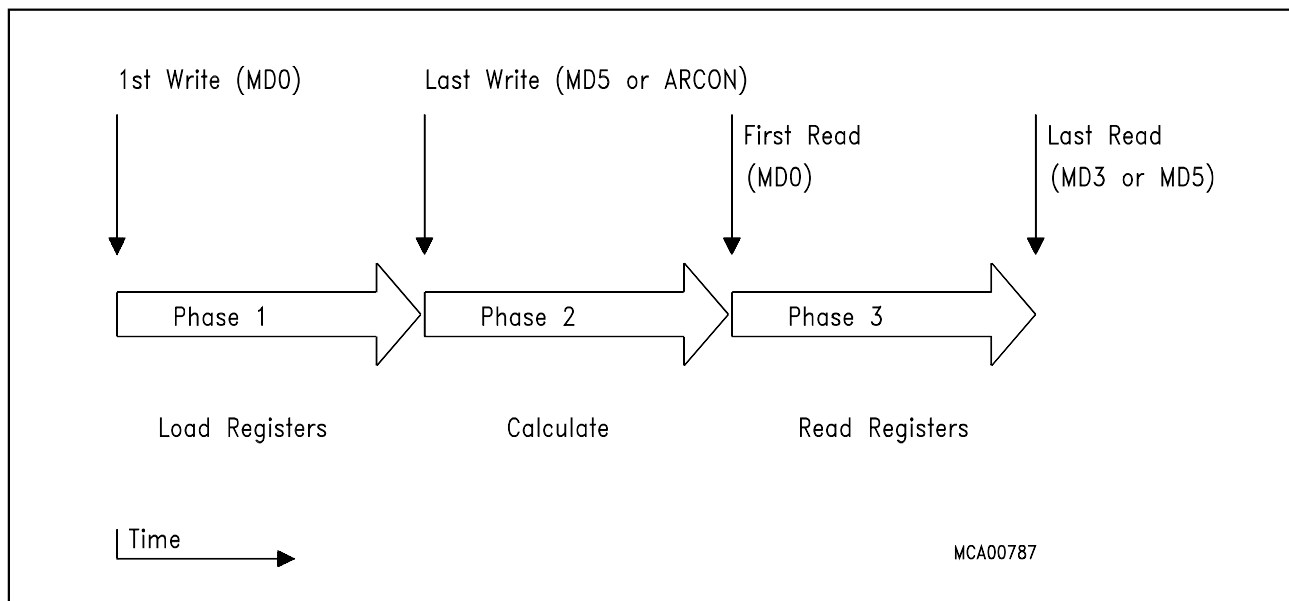 1st Write (MD0)
Last Write (MD5 or ARCON)
First Read
(MD0)
Last Read
(MD3 or MD5)
Phase 1
Phase 2
Phase 3
Load Registers
Calculate
Read Registers
Time
MCA00787